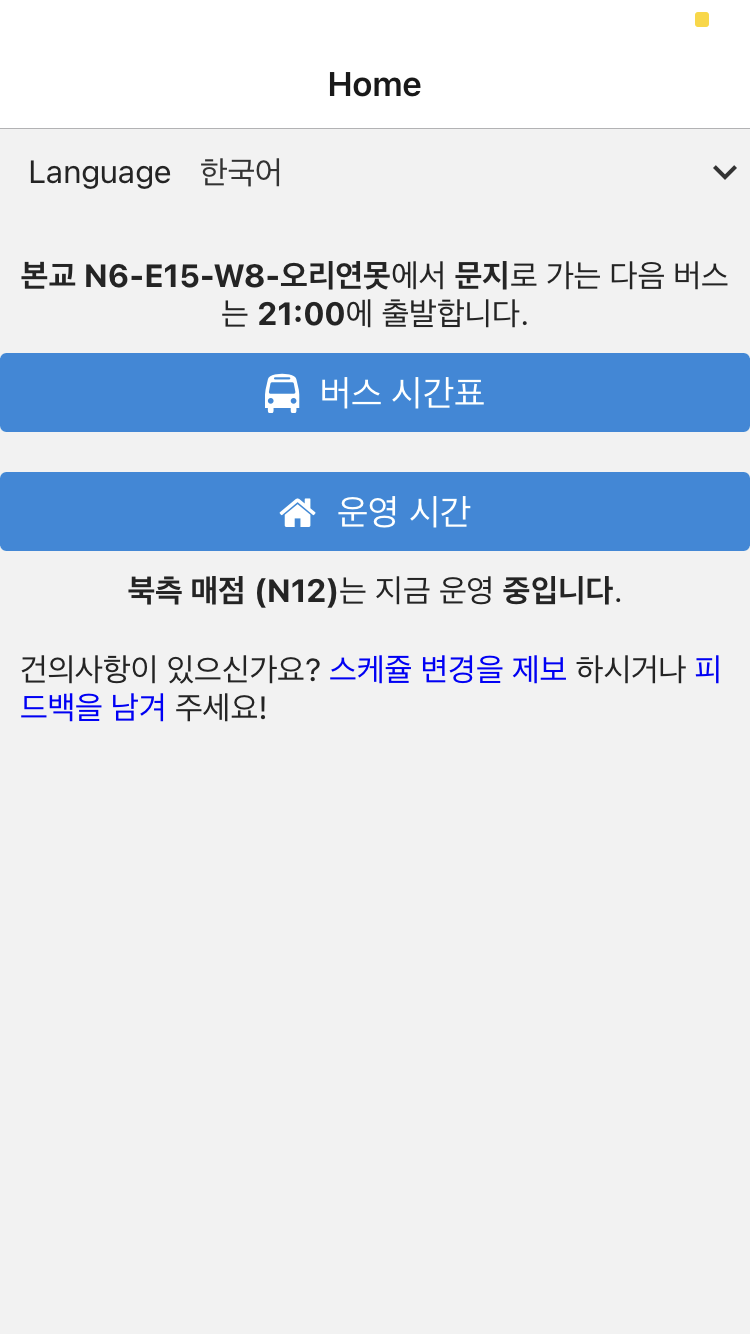 Home
Language 한국어
본교 N6-E15-W8-오리연못에서 문지로 가는 다음 버스
는 21:00에 출발합니다.
버스 시간표
운영 시간
북측 매점 (N12)는 지금 운영 중입니다.
건의사항이 있으신가요? 스케쥴 변경을 제보 하시거나 피
드백을 남겨 주세요!